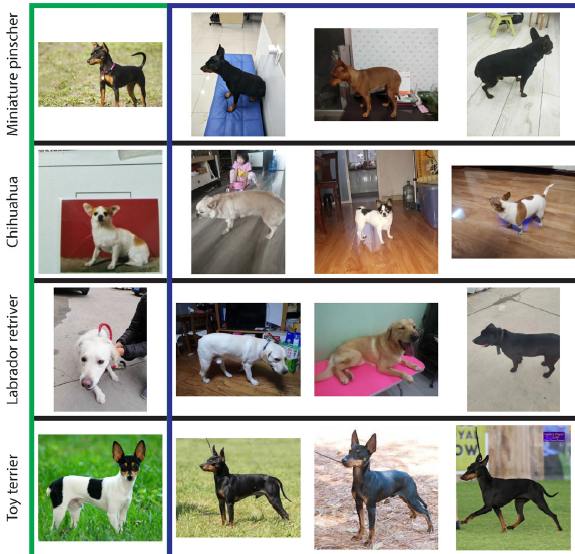 Miniature pinscher
Chihuahua
Labrador retriver
Toy terrier